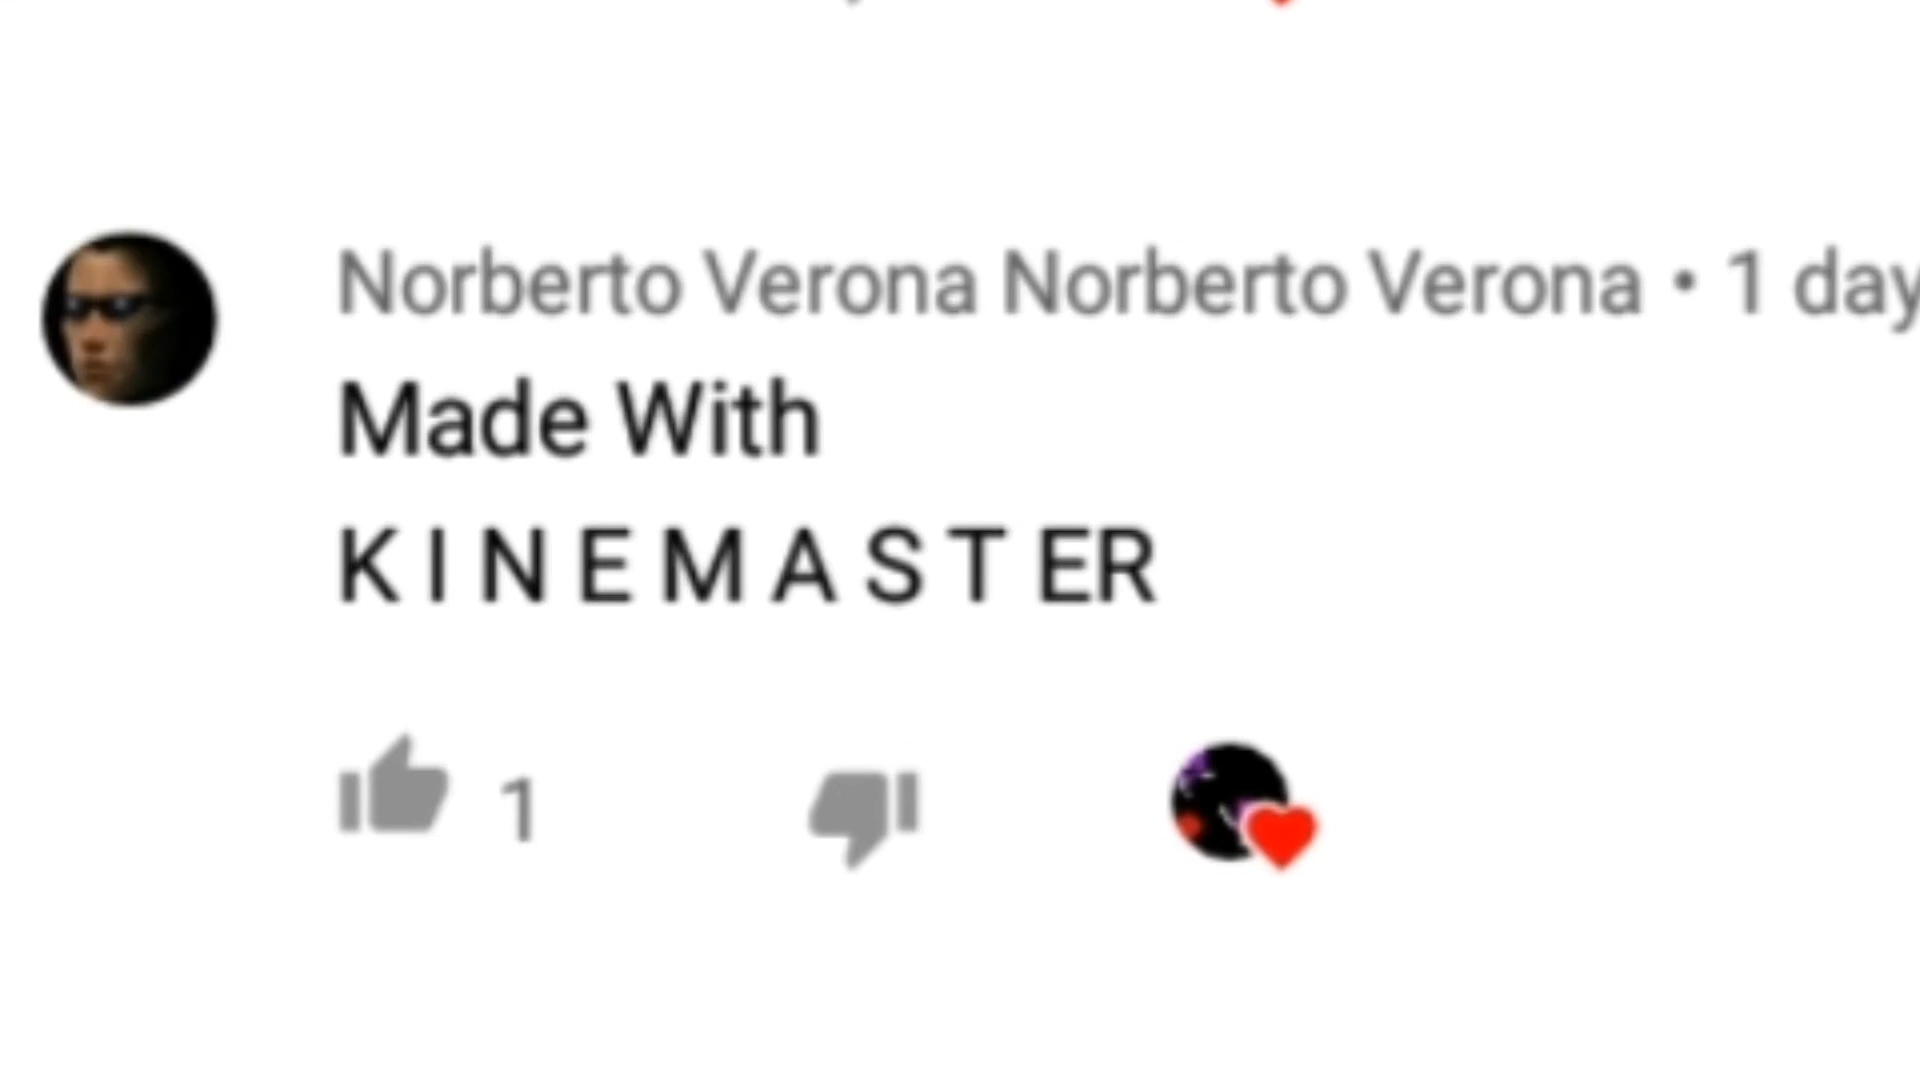 Norberto Verona Norberto Verona • 1 day
Made With
K I N E M A S T ER
1